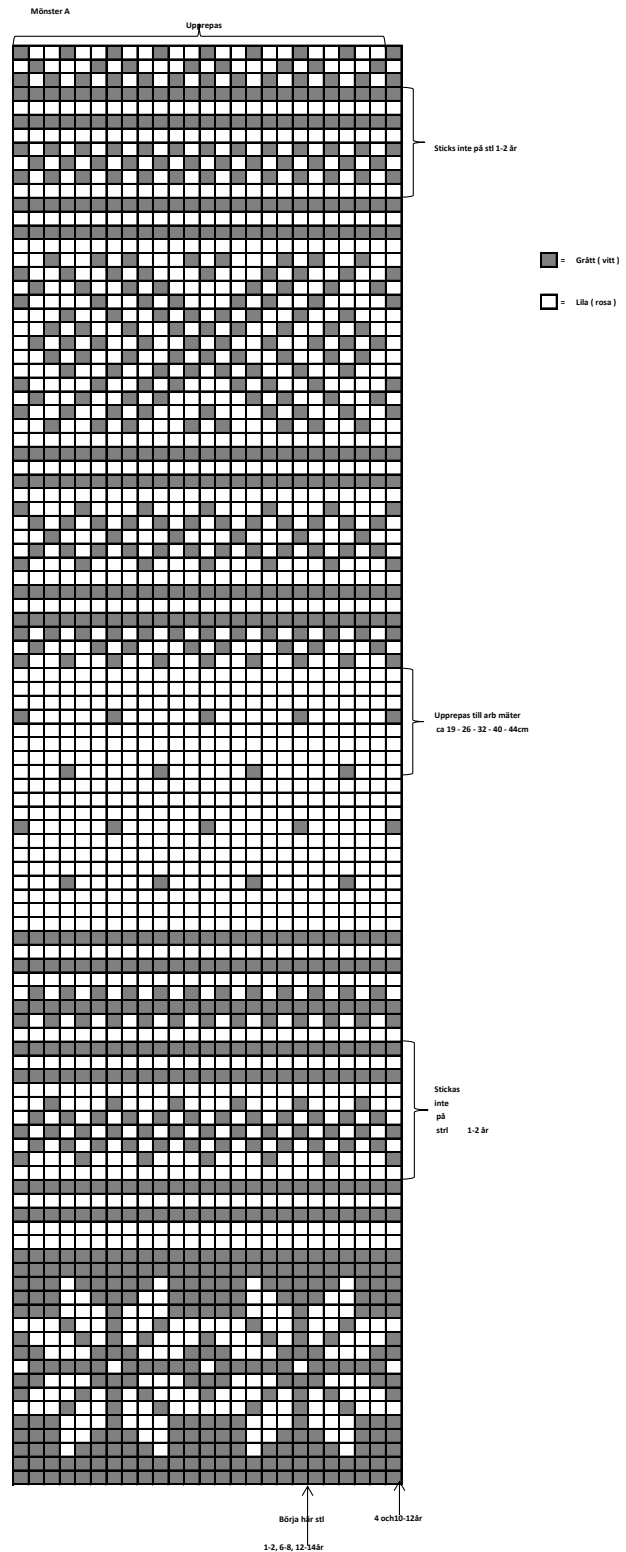 Mönster A
Upprepas
Sticks inte på stl 1-2 år
= Grått ( vitt )
= Lila ( rosa )
Upprepas till arb mäter
ca 19 - 26 - 32 - 40 - 44cm
Stickas
inte
på
strl 1-2 år
Börja här stl
4 och10-12år
1-2, 6-8, 12-14år